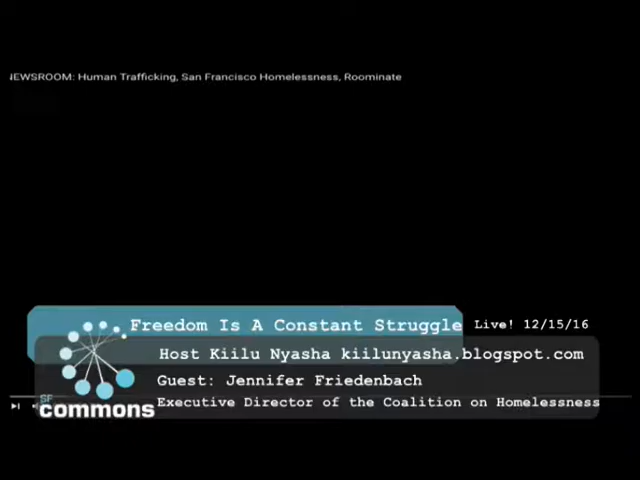 NEWSROOM: Human Trafficking, San Francisco Homelessness, Roominate
Freedom Is A Constant Struggle Live! 12/15/16
Host Kiilu Nyasha kiilunyasha.blogspot.com
Guest: Jennifer Friedenbach
Executive Director of the Coalition on Homelessness
SF
commons